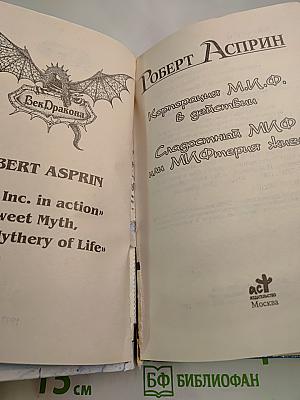 ВекДракона
BERT ASPRIN
Inc. in action»
weet Myth,
Mythery of Life»
Роберт Асприн
Корпорация М.И.Ф.
в действии
Сладостный МИФ
или МИФтерия жизн
аст
издательство
Москва
15 см
БФ БИБЛИОФАН